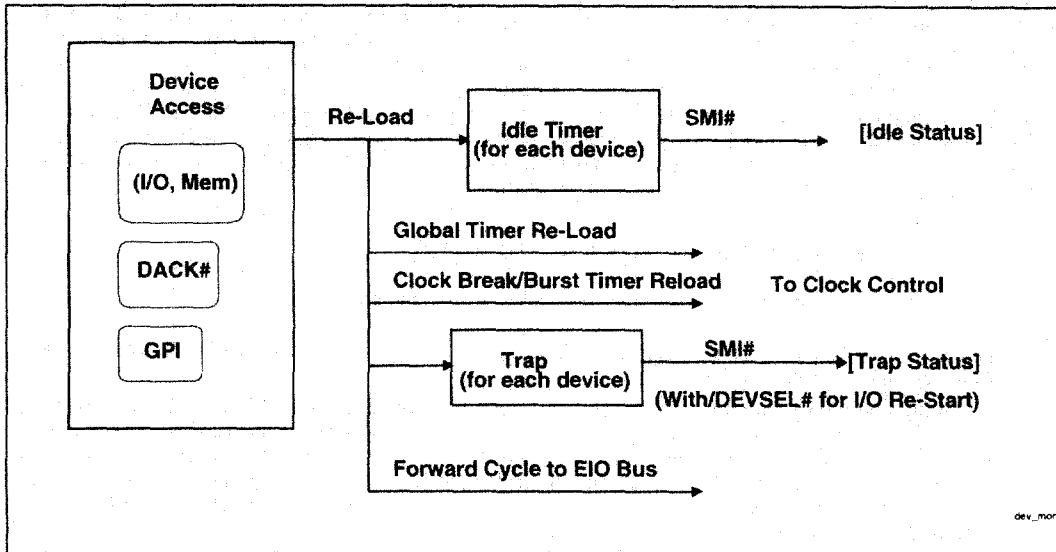 Device
Access
(I/O, Mem)
DACK#
GPI
Re-Load
Idle Timer
(for each device)
SMI#
[Idle Status]
Global Timer Re-Load
Clock Break/Burst Timer Reload
To Clock Control
Trap
(for each device)
SMI#
[Trap Status]
(With/DEVSEL# for I/O Re-Start)
Forward Cycle to EIO Bus
dev_mon